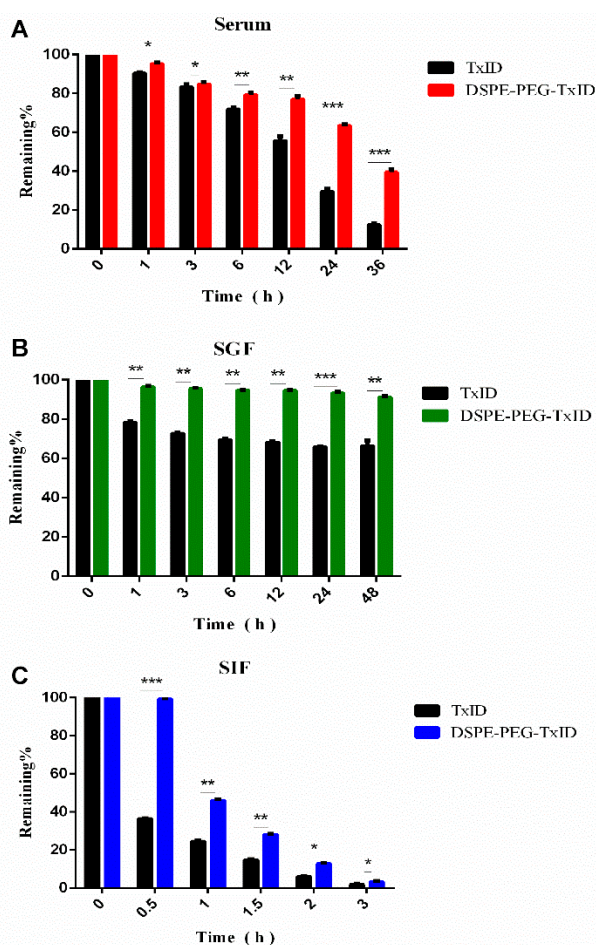 A
Serum
TxID
DSPE-PEG-TxID
Remaining%
100
80
60
40
20
0
* * ** ** *** ***
0 1 3 6 12 24 36
Time ( h )
B
SGF
TxID
DSPE-PEG-TxID
Remaining%
100
80
60
40
20
0
** ** ** ** *** **
0 1 3 6 12 24 48
Time ( h )
C
SIF
TxID
DSPE-PEG-TxID
Remaining%
100
80
60
40
20
0
*** ** ** * *
0 0.5 1 1.5 2 3
Time ( h )